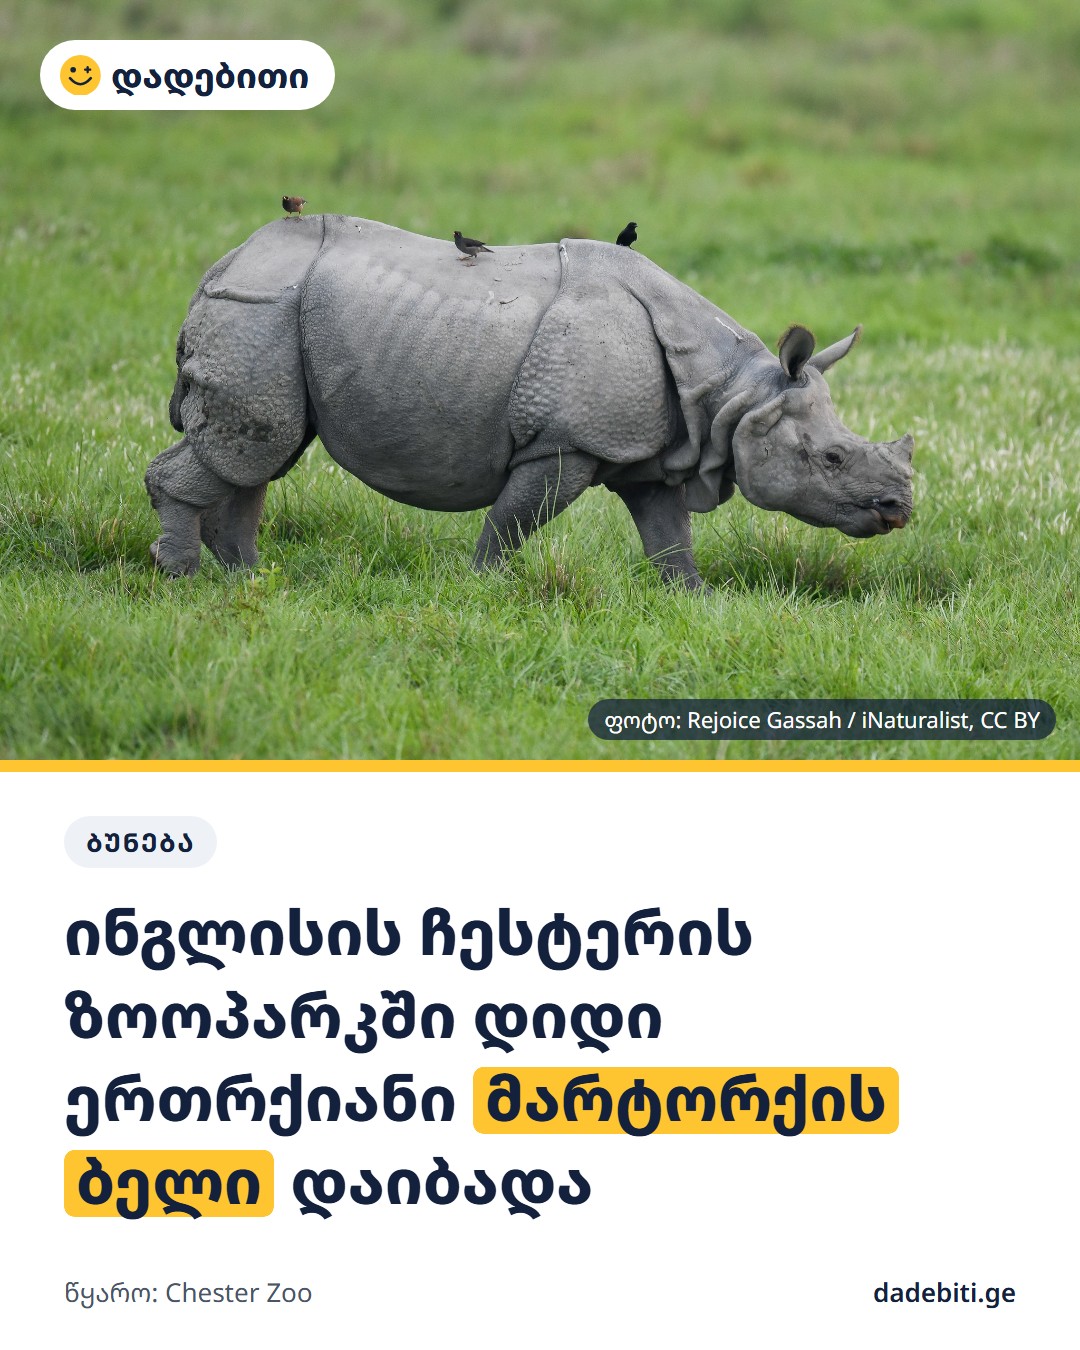 დადებითი
ფოტო: Rejoice Gassah / iNaturalist, CC BY
ბუნება
ინგლისის ჩესტერის
ზოოპარკში დიდი
ერთრქიანი მარტორქის
ბელი დაიბადა
წყარო: Chester Zoo
dadebiti.ge